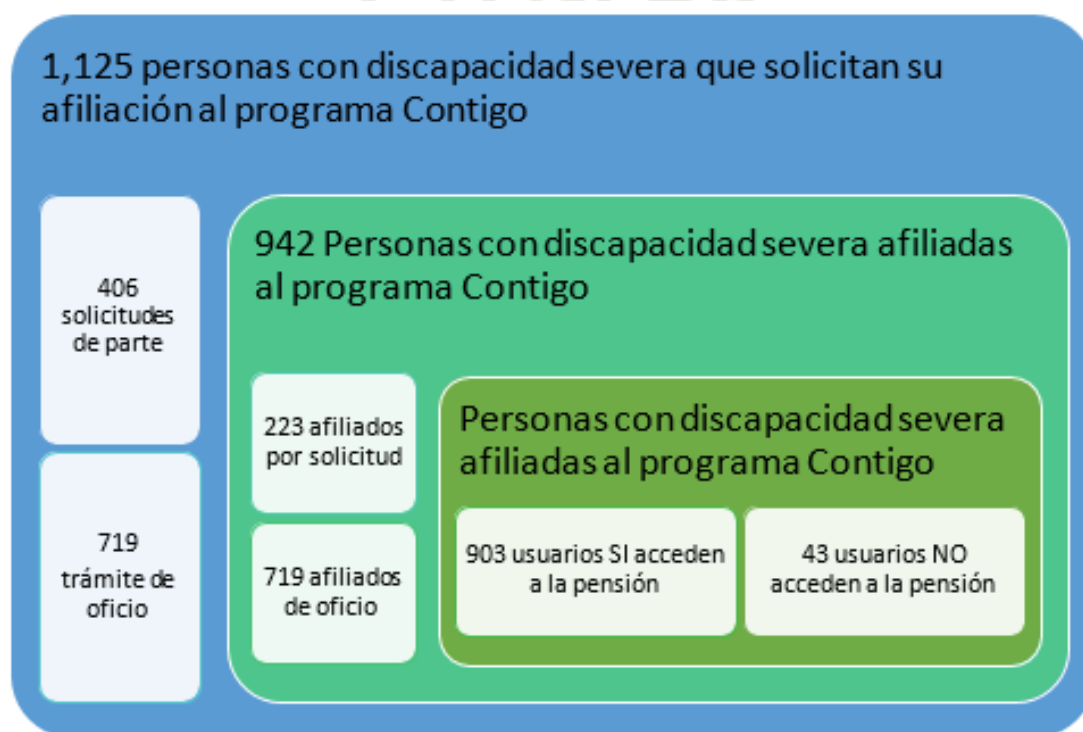 1,125 personas con discapacidad severa que solicitan su
afiliación al programa Contigo
406
solicitudes
de parte
719
trámite de
oficio
942 Personas con discapacidad severa afiliadas
al programa Contigo
223 afiliados
por solicitud
719 afiliados
de oficio
Personas con discapacidad severa
afiliadas al programa Contigo
903 usuarios SI acceden
a la pensión
43 usuarios NO
acceden a la pensión